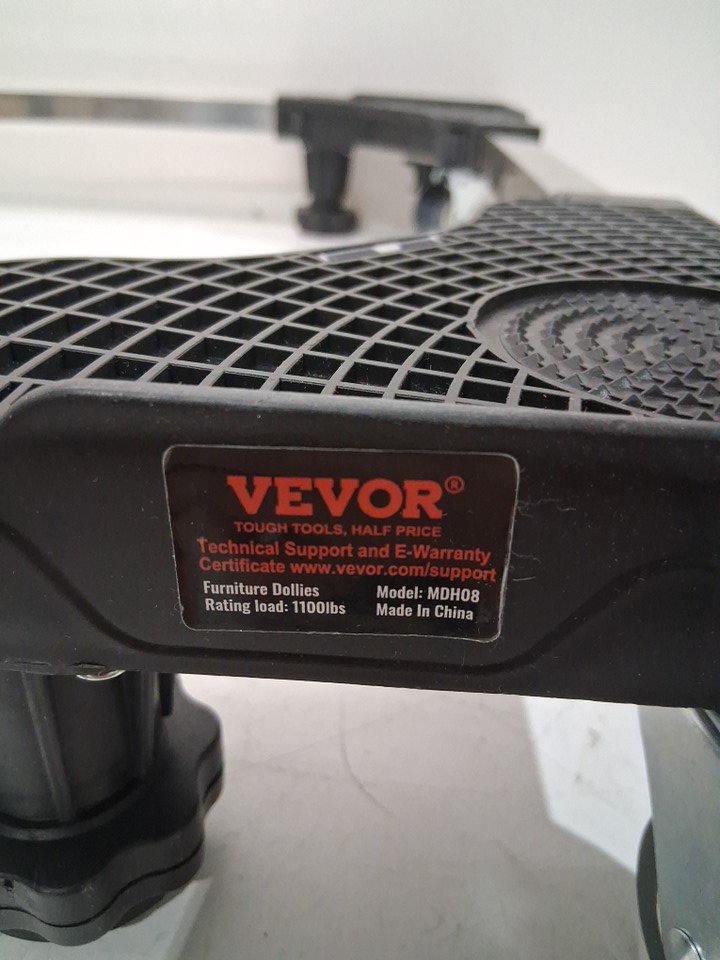 VEVOR®
TOUGH TOOLS, HALF PRICE
Technical Support and E-Warranty
Certificate www.vevor.com/support
Furniture Dollies Model: MDH08
Rating load: 1100lbs Made In China